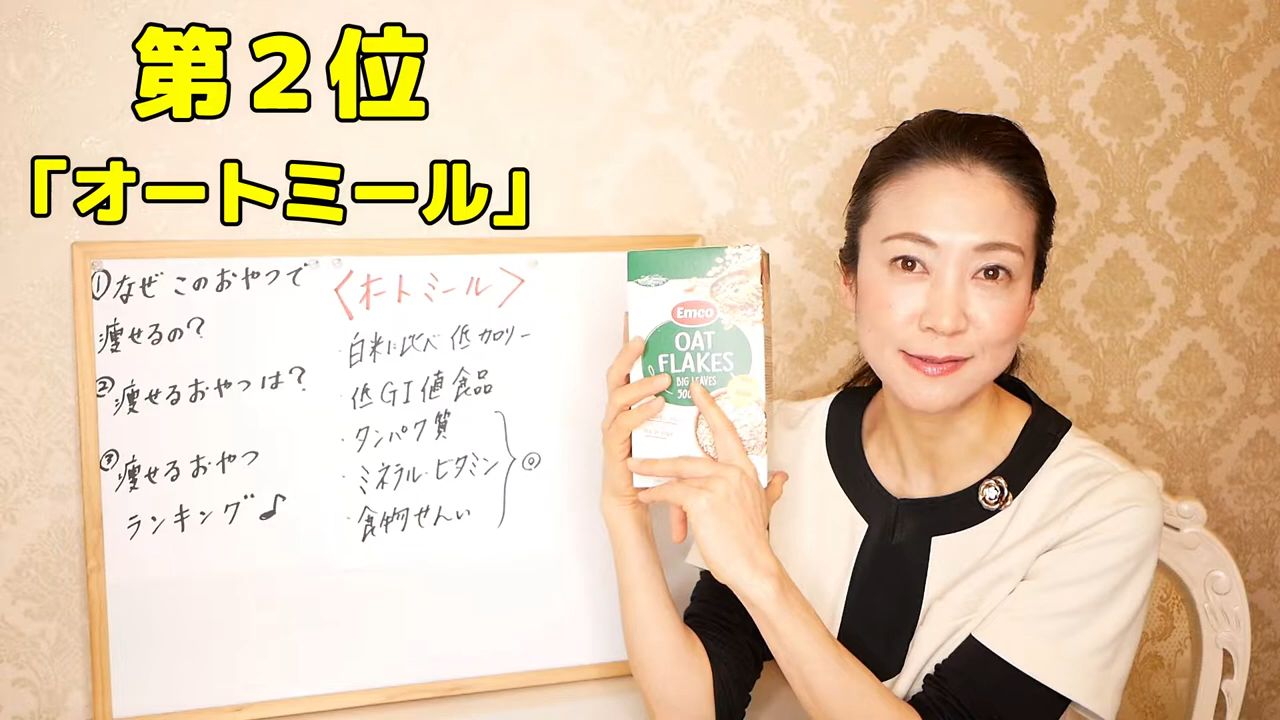 第2位
「オートミール」
①なぜこのおやつで
痩せるの?
②痩せるおやつは?
③痩せるおやつ
ランキング♪
〈オートミール〉
・白米に比べ低カロリー
・低GI値食品
・タンパク質
・ミネラル・ビタミン
・食物せんい
◎
Emco
OAT
FLAKES
BIG LEAVES